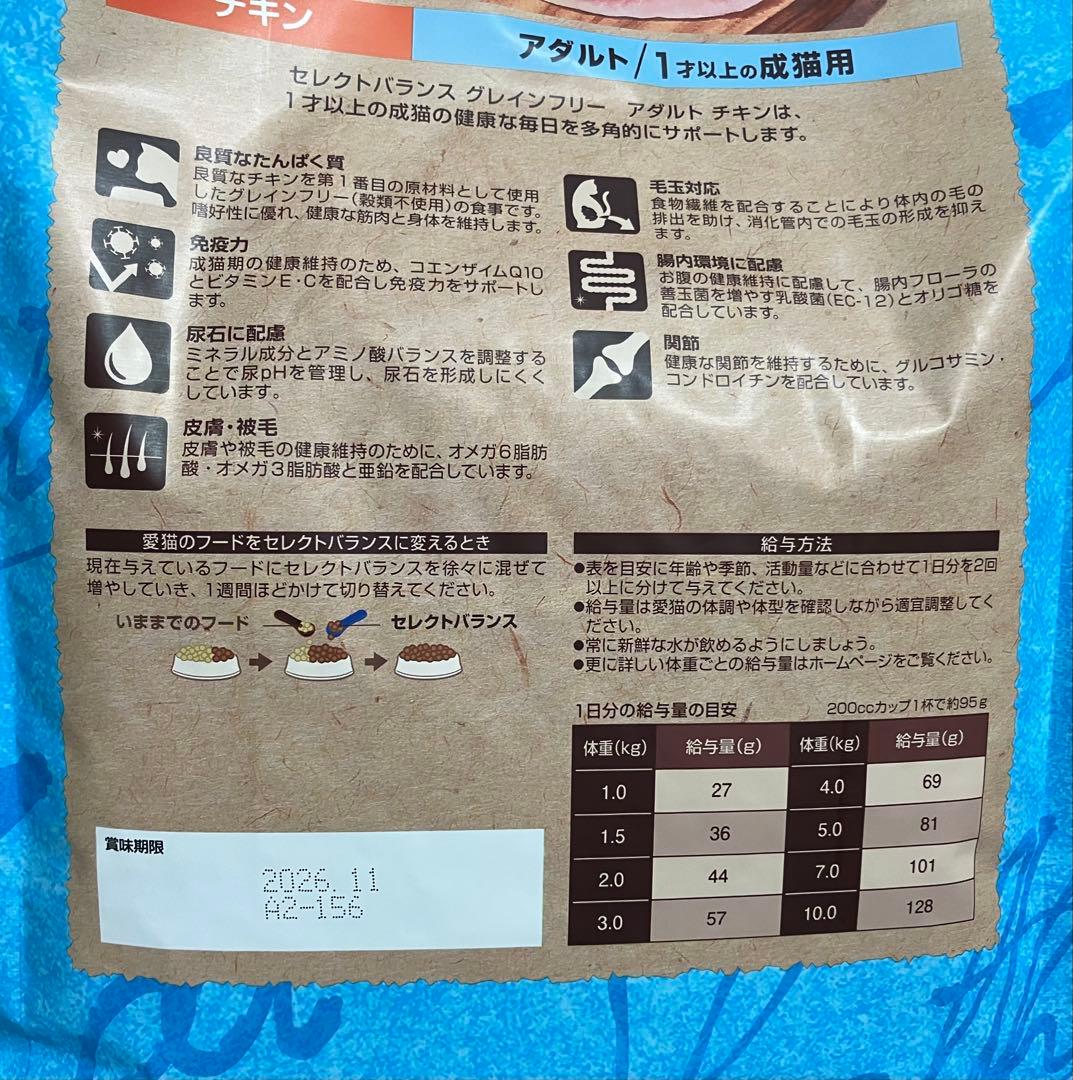 チキン
アダルト/1才以上の成猫用
セレクトバランス グレインフリー アダルト チキンは、
1才以上の成猫の健康な毎日を多角的にサポートします。
良質なたんぱく質
良質なチキンを第1番目の原材料として使用
したグレインフリー(穀類不使用)の食事です。
嗜好性に優れ、健康な筋肉と身体を維持します。
免疫力
成猫期の健康維持のため、コエンザイムQ10
とビタミンE・Cを配合し免疫力をサポートし
ます。
尿石に配慮
ミネラル成分とアミノ酸バランスを調整する
ことで尿pHを管理し、尿石を形成しにくく
しています。
皮膚・被毛
皮膚や被毛の健康維持のために、オメガ6脂肪
酸・オメガ3脂肪酸と亜鉛を配合しています。
毛玉対応
食物繊維を配合することにより体内の毛の
排出を助け、消化管内での毛玉の形成を抑え
ます。
腸内環境に配慮
お腹の健康維持に配慮して、腸内フローラの
善玉菌を増やす乳酸菌(EC-12)とオリゴ糖を
配合しています。
関節
健康な関節を維持するために、グルコサミン・
コンドロイチンを配合しています。
愛猫のフードをセレクトバランスに変えるとき
現在与えているフードにセレクトバランスを徐々に混ぜて
増やしていき、1週間ほどかけて切り替えてください。
いままでのフード セレクトバランス
給与方法
●表を目安に年齢や季節、活動量などに合わせて1日分を2回
以上に分けて与えてください。
●給与量は愛猫の体調や体型を確認しながら適宜調整してく
ださい。
●常に新鮮な水が飲めるようにしましょう。
●更に詳しい体重ごとの給与量はホームページをご覧ください。
1日分の給与量の目安 200ccカップ1杯で約95g
体重(kg) 給与量(g) 体重(kg) 給与量(g)
1.0 27 4.0 69
1.5 36 5.0 81
2.0 44 7.0 101
3.0 57 10.0 128
賞味期限
2026.11
A2-156